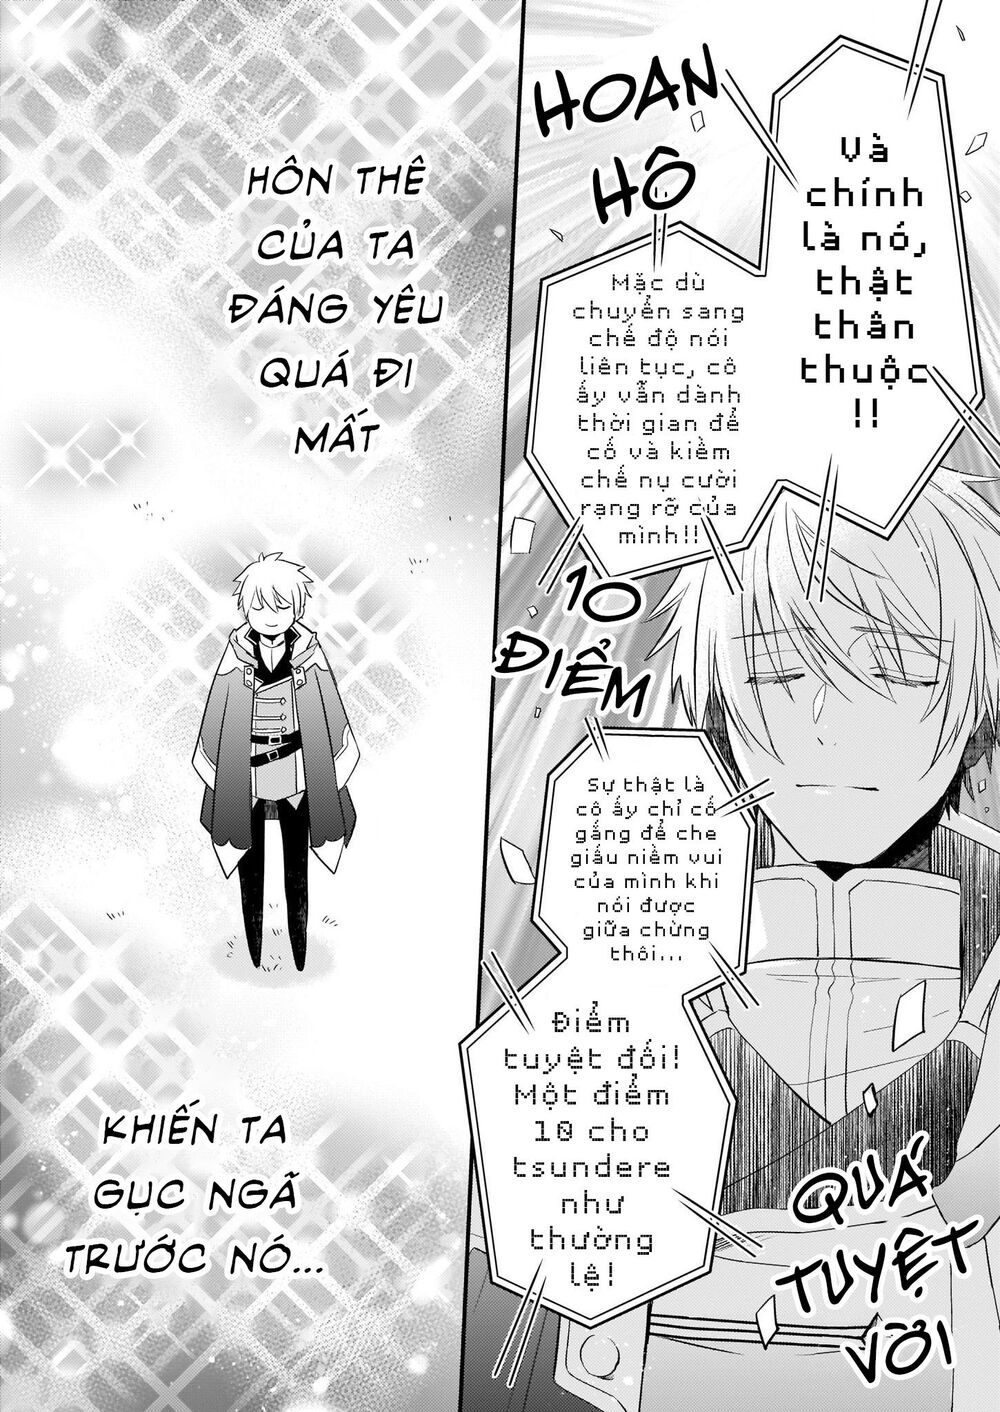 Và
chính
là nó,
thật
thân
thuộc
!!
HOAN
HÔ
Mặc dù
chuyển sang
chế độ nói
liên tục, cô
ấy vẫn dành
thời gian để
cố và kiềm
chế nụ cười
rạng rỡ của
mình!!
10
ĐIỂM
Sự thật là
cô ấy chỉ cố
gắng để che
giấu niềm vui
của mình khi
nói được
giữa chừng
thôi...
Điểm
tuyệt đối!
Một điểm
10 cho
tsundere
như
thường
lệ!
QUÁ
TUYỆT
VỜI
HÔN THÊ
CỦA TA
ĐÁNG YÊU
QUÁ ĐI
MẤT
KHIẾN TA
GỤC NGÃ
TRƯỚC NÓ...